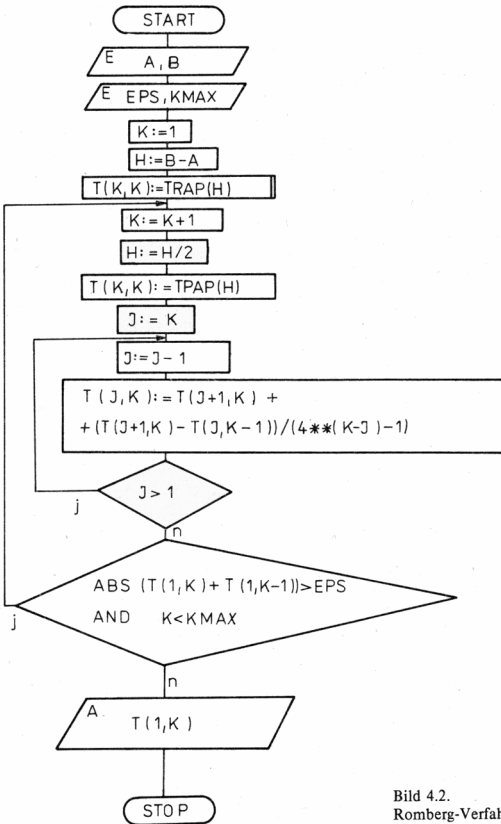 START
E A, B
E EPS, KMAX
K:=1
H:=B-A
T(K,K):=TRAP(H)
K:=K+1
H:=H/2
T(K,K):=TPAP(H)
J:=K
J:=J-1
T(J,K):=T(J+1,K)+
+(T(J+1,K)-T(J,K-1))/(4**(K-J)-1)
J>1
j
n
ABS (T(1,K)+T(1,K-1))>EPS
AND K<KMAX
j
n
A T(1,K)
STOP
Bild 4.2.